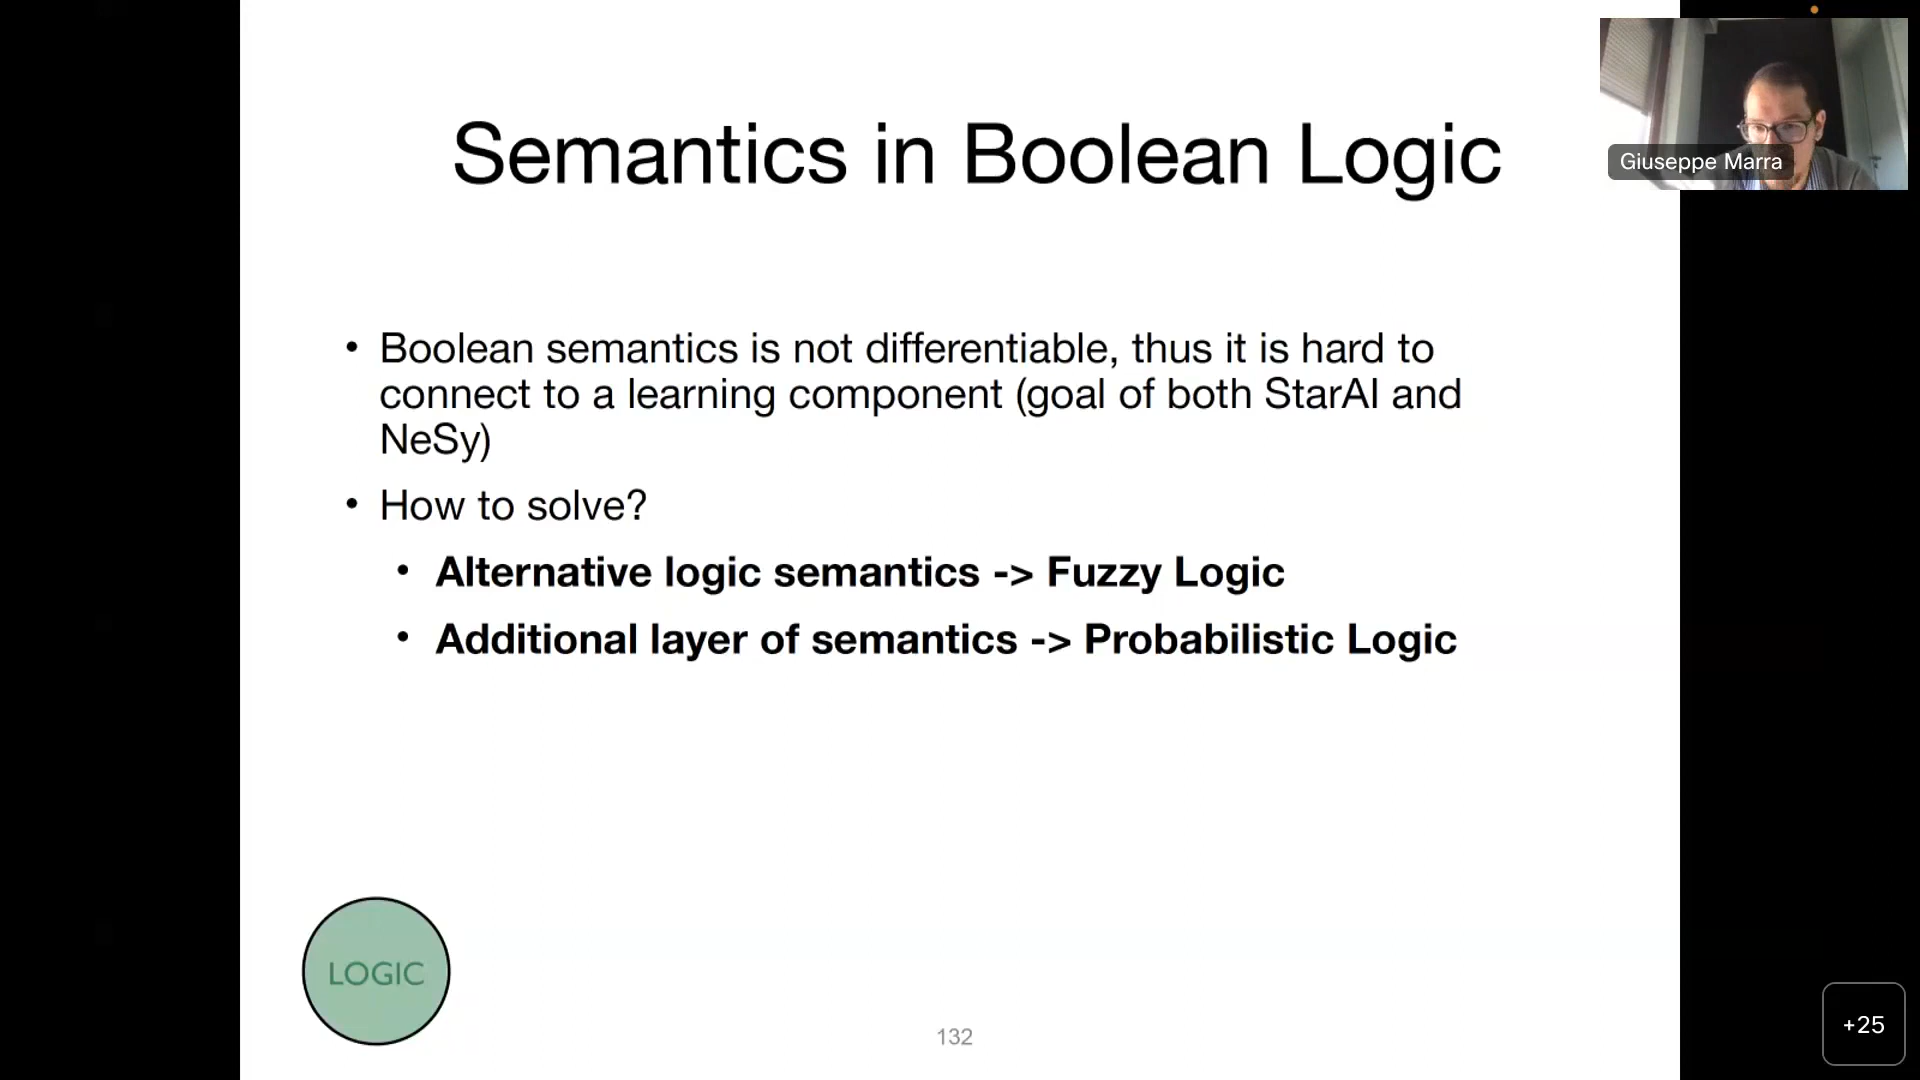 Semantics in Boolean Logic
Giuseppe Marra
• Boolean semantics is not differentiable, thus it is hard to
connect to a learning component (goal of both StarAI and
NeSy)
• How to solve?
• Alternative logic semantics -> Fuzzy Logic
• Additional layer of semantics -> Probabilistic Logic
LOGIC
132
+25